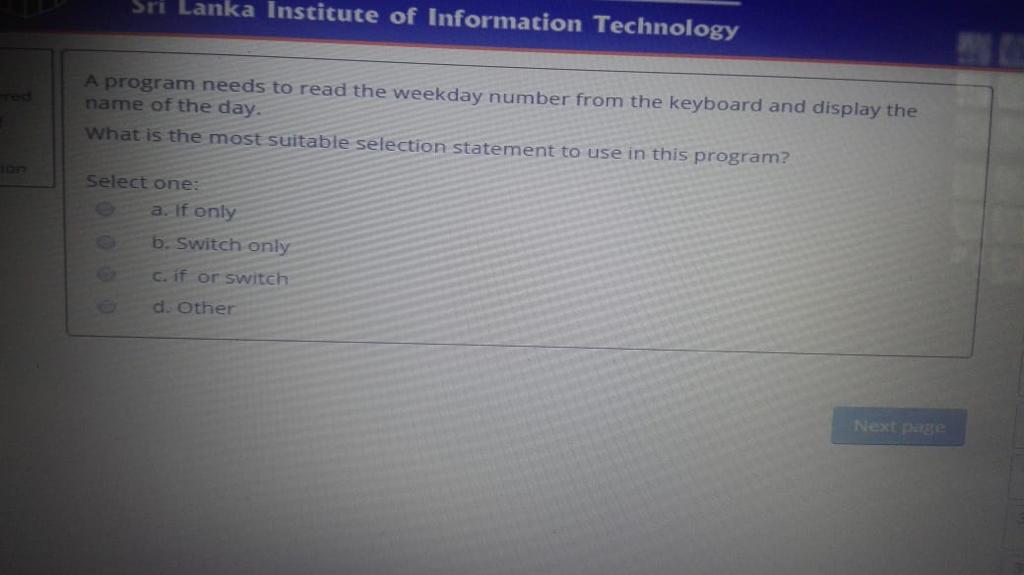 Sri Lanka Institute of Information Technology
A program needs to read the weekday number from the keyboard and display the
name of the day.
What is the most suitable selection statement to use in this program?
Select one:
a. If only
b. Switch only
c. if or switch
d. Other
Next page